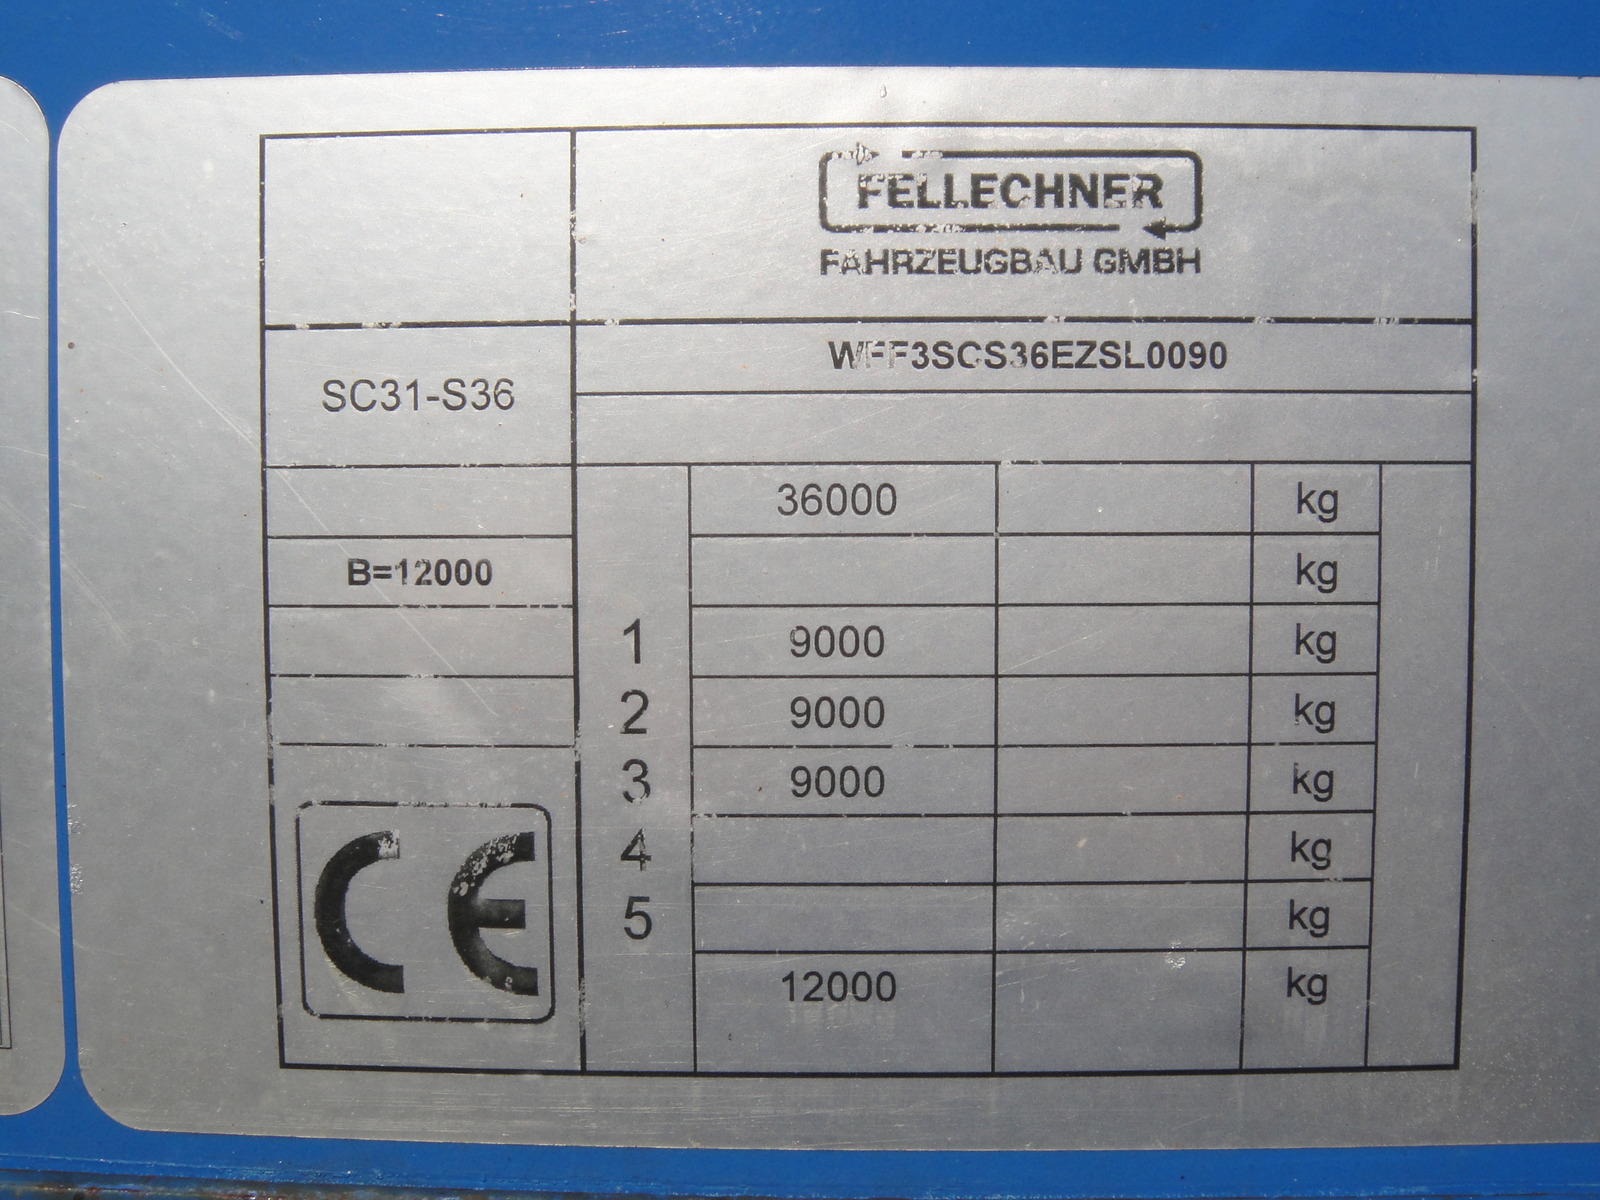 FELLECHNER
FAHRZEUGBAU GMBH
WFF3SCS36EZSL0090
SC31-S36
36000 kg
B=12000 kg
1 9000 kg
2 9000 kg
3 9000 kg
4 kg
5 kg
12000 kg
CE